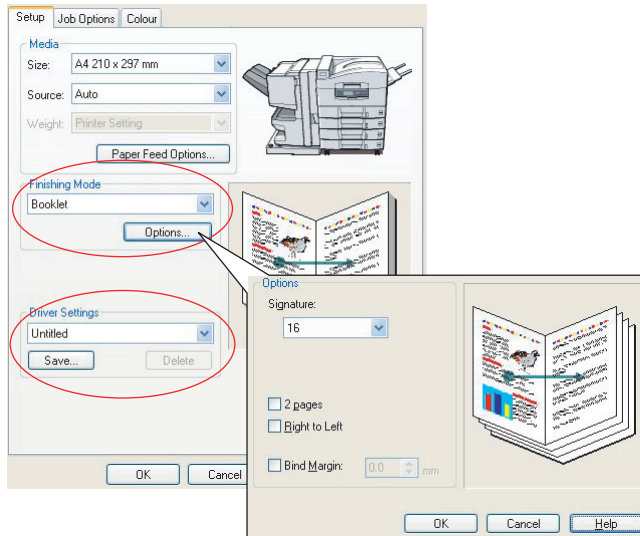 Setup Job Options Colour
Media
Size: A4 210 x 297 mm
Source: Auto
Weight: Printer Setting
Paper Feed Options...
Finishing Mode
Booklet
Options...
Driver Settings
Untitled
Save... Delete
OK Cancel
Options
Signature:
16
2 pages
Right to Left
Bind Margin: 0.0 mm
OK Cancel Help